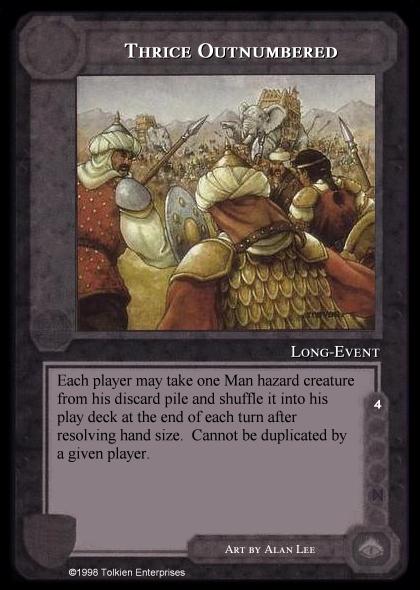 Thrice Outnumbered
Long-Event
Each player may take one Man hazard creature
from his discard pile and shuffle it into his
play deck at the end of each turn after
resolving hand size.  Cannot be duplicated by
a given player.
4
Art by Alan Lee
©1998 Tolkien Enterprises